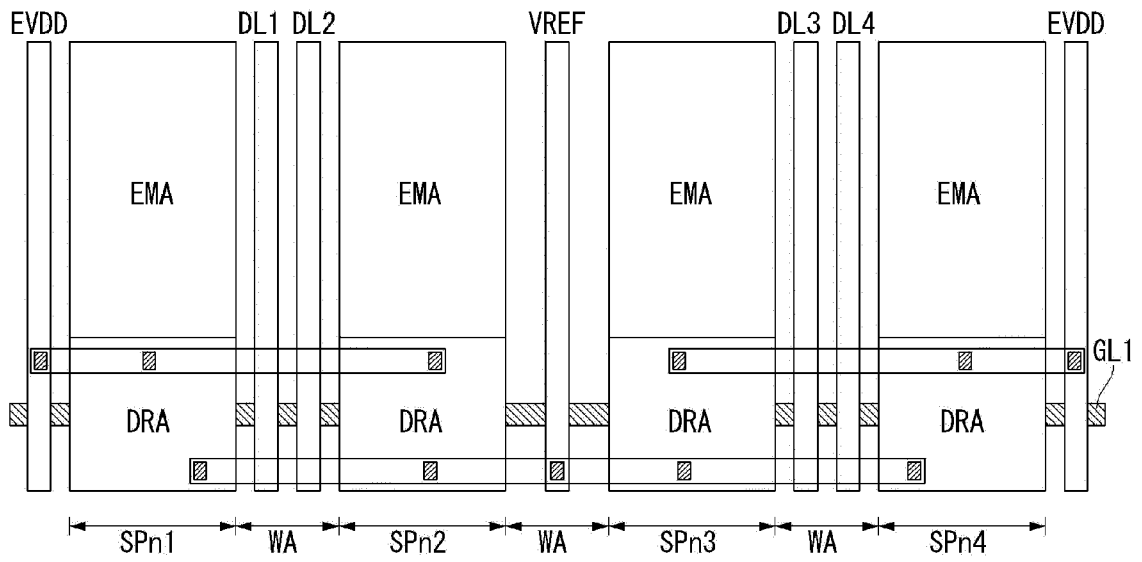 EVDD DL1 DL2 VREF DL3 DL4 EVDD
EMA EMA EMA EMA
GL1
DRA DRA DRA DRA
SPn1 WA SPn2 WA SPn3 WA SPn4